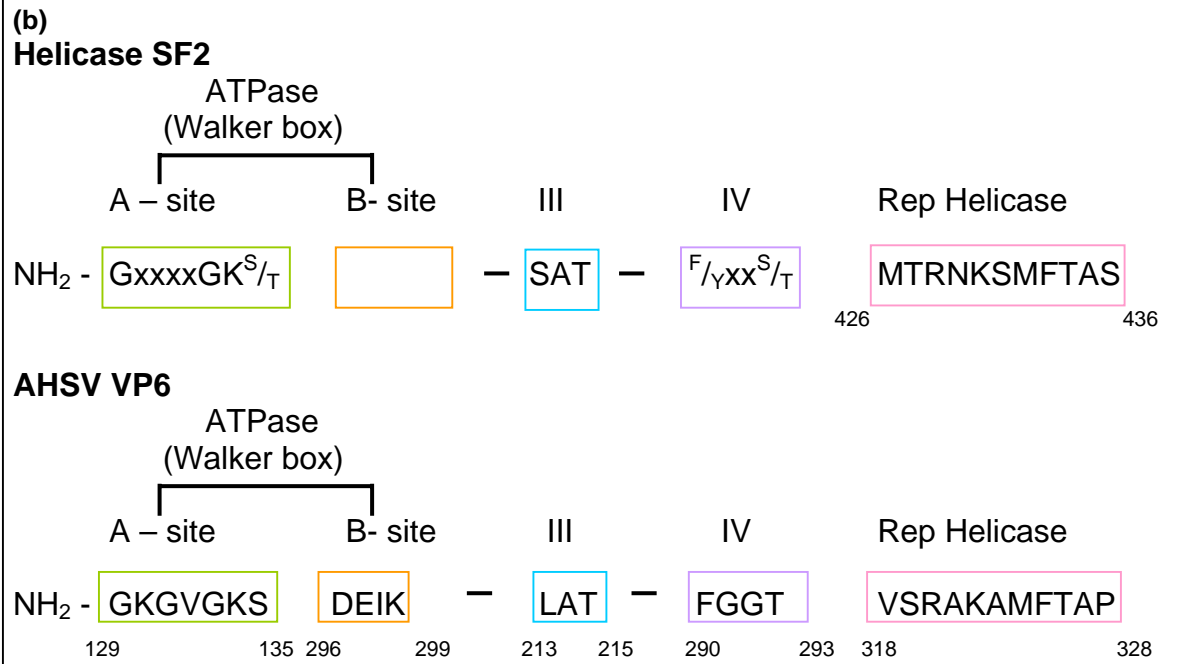 (b)
Helicase SF2
ATPase
(Walker box)
A – site B- site III IV Rep Helicase
NH₂ - GxxxxGKˢ/ₜ – SAT – F/Yxxˢ/ₜ MTRNKSMFTAS
426 436
AHSV VP6
ATPase
(Walker box)
A – site B- site III IV Rep Helicase
NH₂ - GKGVGKS DEIK – LAT – FGGT VSRAKAMFTAP
129 135 296 299 213 215 290 293 318 328